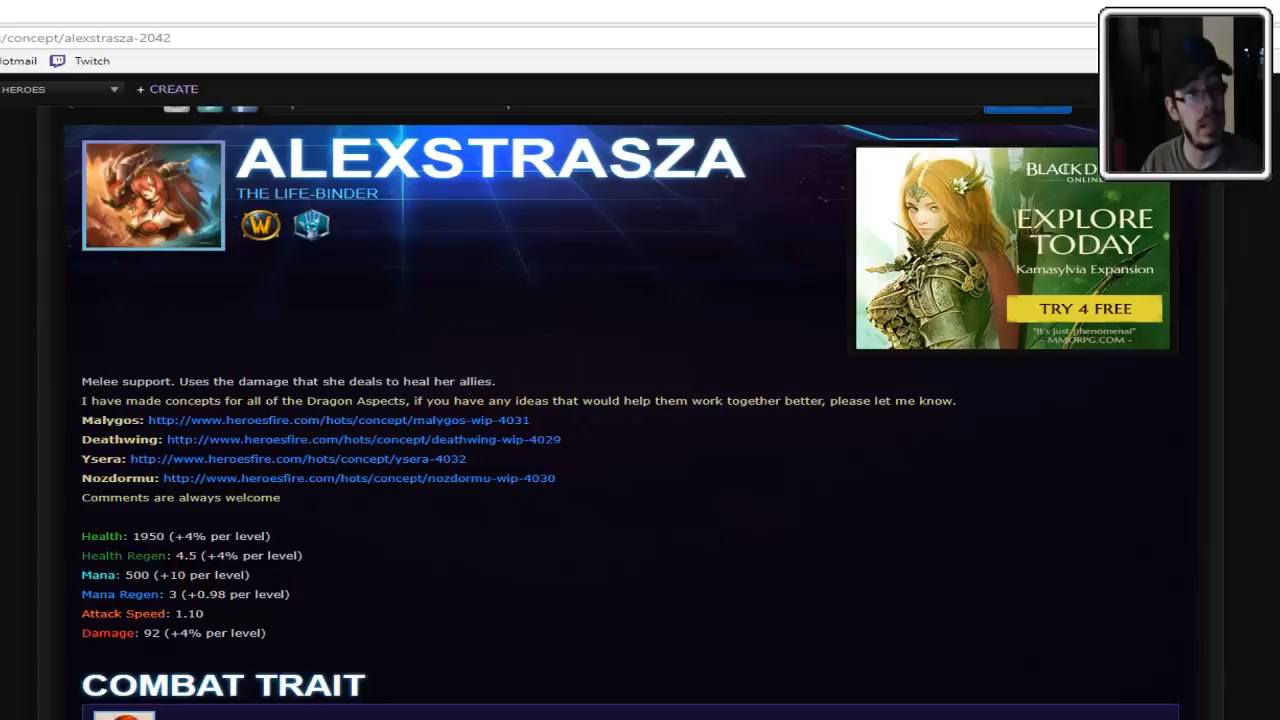 /concept/alexstrasza-2042
Hotmail Twitch
HEROES + CREATE
ALEXSTRASZA
THE LIFE-BINDER
W
BLACK
ONLINE
EXPLORE
TODAY
Kamasylvia Expansion
TRY 4 FREE
"It's just phenomenal"
- MMORPG.COM -
Melee support. Uses the damage that she deals to heal her allies.
I have made concepts for all of the Dragon Aspects, if you have any ideas that would help them work together better, please let me know.
Malygos: http://www.heroesfire.com/hots/concept/malygos-wip-4031
Deathwing: http://www.heroesfire.com/hots/concept/deathwing-wip-4029
Ysera: http://www.heroesfire.com/hots/concept/ysera-4032
Nozdormu: http://www.heroesfire.com/hots/concept/nozdormu-wip-4030
Comments are always welcome
Health: 1950 (+4% per level)
Health Regen: 4.5 (+4% per level)
Mana: 500 (+10 per level)
Mana Regen: 3 (+0.98 per level)
Attack Speed: 1.10
Damage: 92 (+4% per level)
COMBAT TRAIT